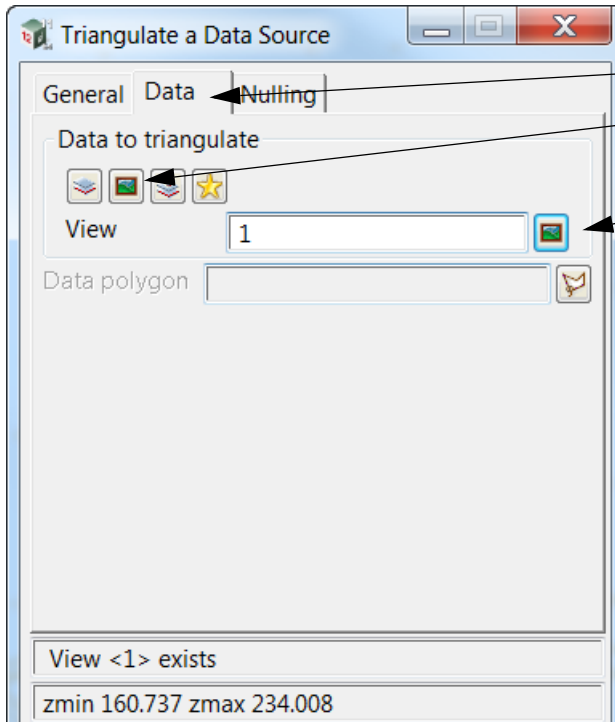 Triangulate a Data Source
General Data Nulling
Data to triangulate
View 1
Data polygon
View <1> exists
zmin 160.737 zmax 234.008